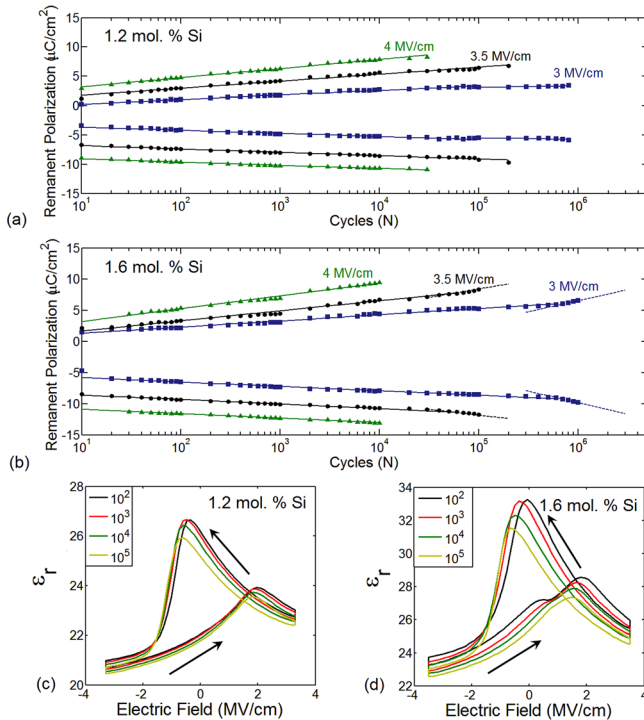 1.2 mol. % Si
4 MV/cm
3.5 MV/cm
3 MV/cm
Remanent Polarization (μC/cm²)
15
10
5
0
-5
-10
-15
10¹ 10² 10³ 10⁴ 10⁵ 10⁶
(a)
Cycles (N)
1.6 mol. % Si
4 MV/cm
3.5 MV/cm
3 MV/cm
Remanent Polarization μC/cm²)
15
10
5
0
-5
-10
-15
10¹ 10² 10³ 10⁴ 10⁵ 10⁶
(b)
Cycles (N)
28
26
24
22
20
εr
10²
10³
10⁴
10⁵
1.2 mol. % Si
(c)
-4 -2 0 2 4
Electric Field (MV/cm)
34
32
30
28
26
24
22
εr
10²
10³
10⁴
10⁵
1.6 mol. % Si
(d)
-4 -2 0 2 4
Electric Field (MV/cm)